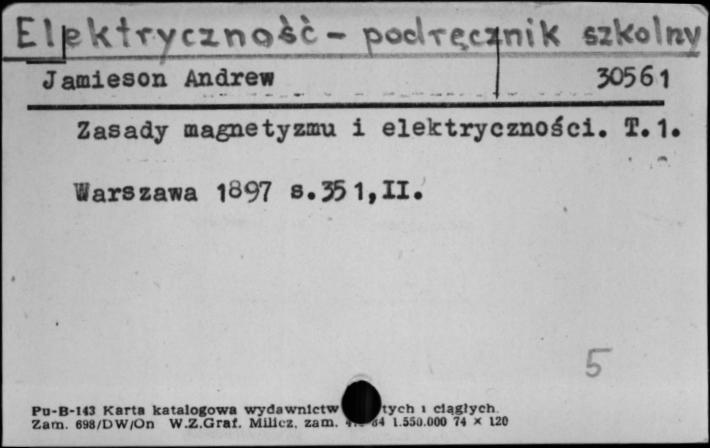 Elektryczność - podręcznik szkolny
Jamieson Andrew 30561
Zasady magnetyzmu i elektryczności. T.1.
Warszawa 1897 s.351,II.
5
Pu-B-143 Karta katalogowa wydawnictw tych i ciągłych.
Zam. 698/DW/On W.Z.Graf. Milicz, zam. 84 1.550.000 74 × 120